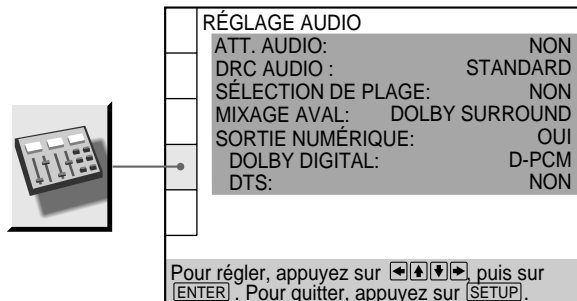 RÉGLAGE AUDIO
ATT. AUDIO: NON
DRC AUDIO : STANDARD
SÉLECTION DE PLAGE: NON
MIXAGE AVAL: DOLBY SURROUND
SORTIE NUMÉRIQUE: OUI
DOLBY DIGITAL: D-PCM
DTS: NON
Pour régler, appuyez sur ←↑↓→, puis sur
ENTER . Pour quitter, appuyez sur SETUP .